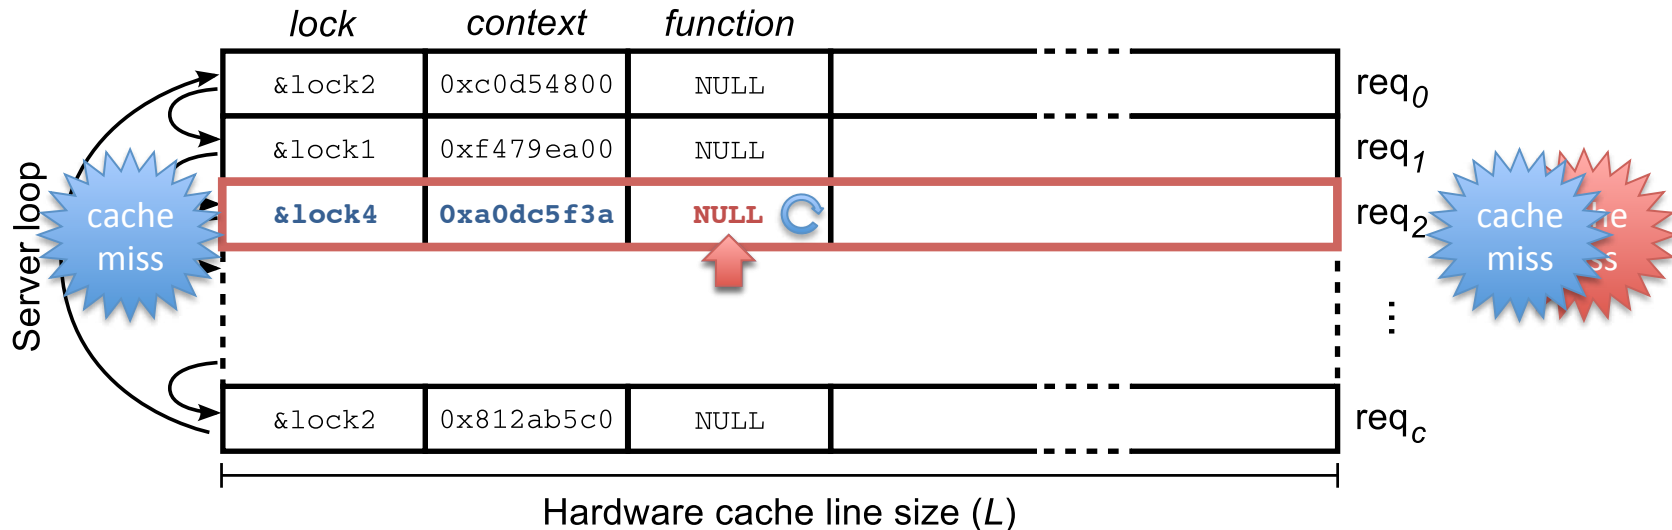 lock context function
&lock2 0xc0d54800 NULL req0
&lock1 0xf479ea00 NULL req1
&lock4 0xa0dc5f3a NULL req2
cache
miss
cache
miss
Server loop
⋮
&lock2 0x812ab5c0 NULL reqc
Hardware cache line size (L)